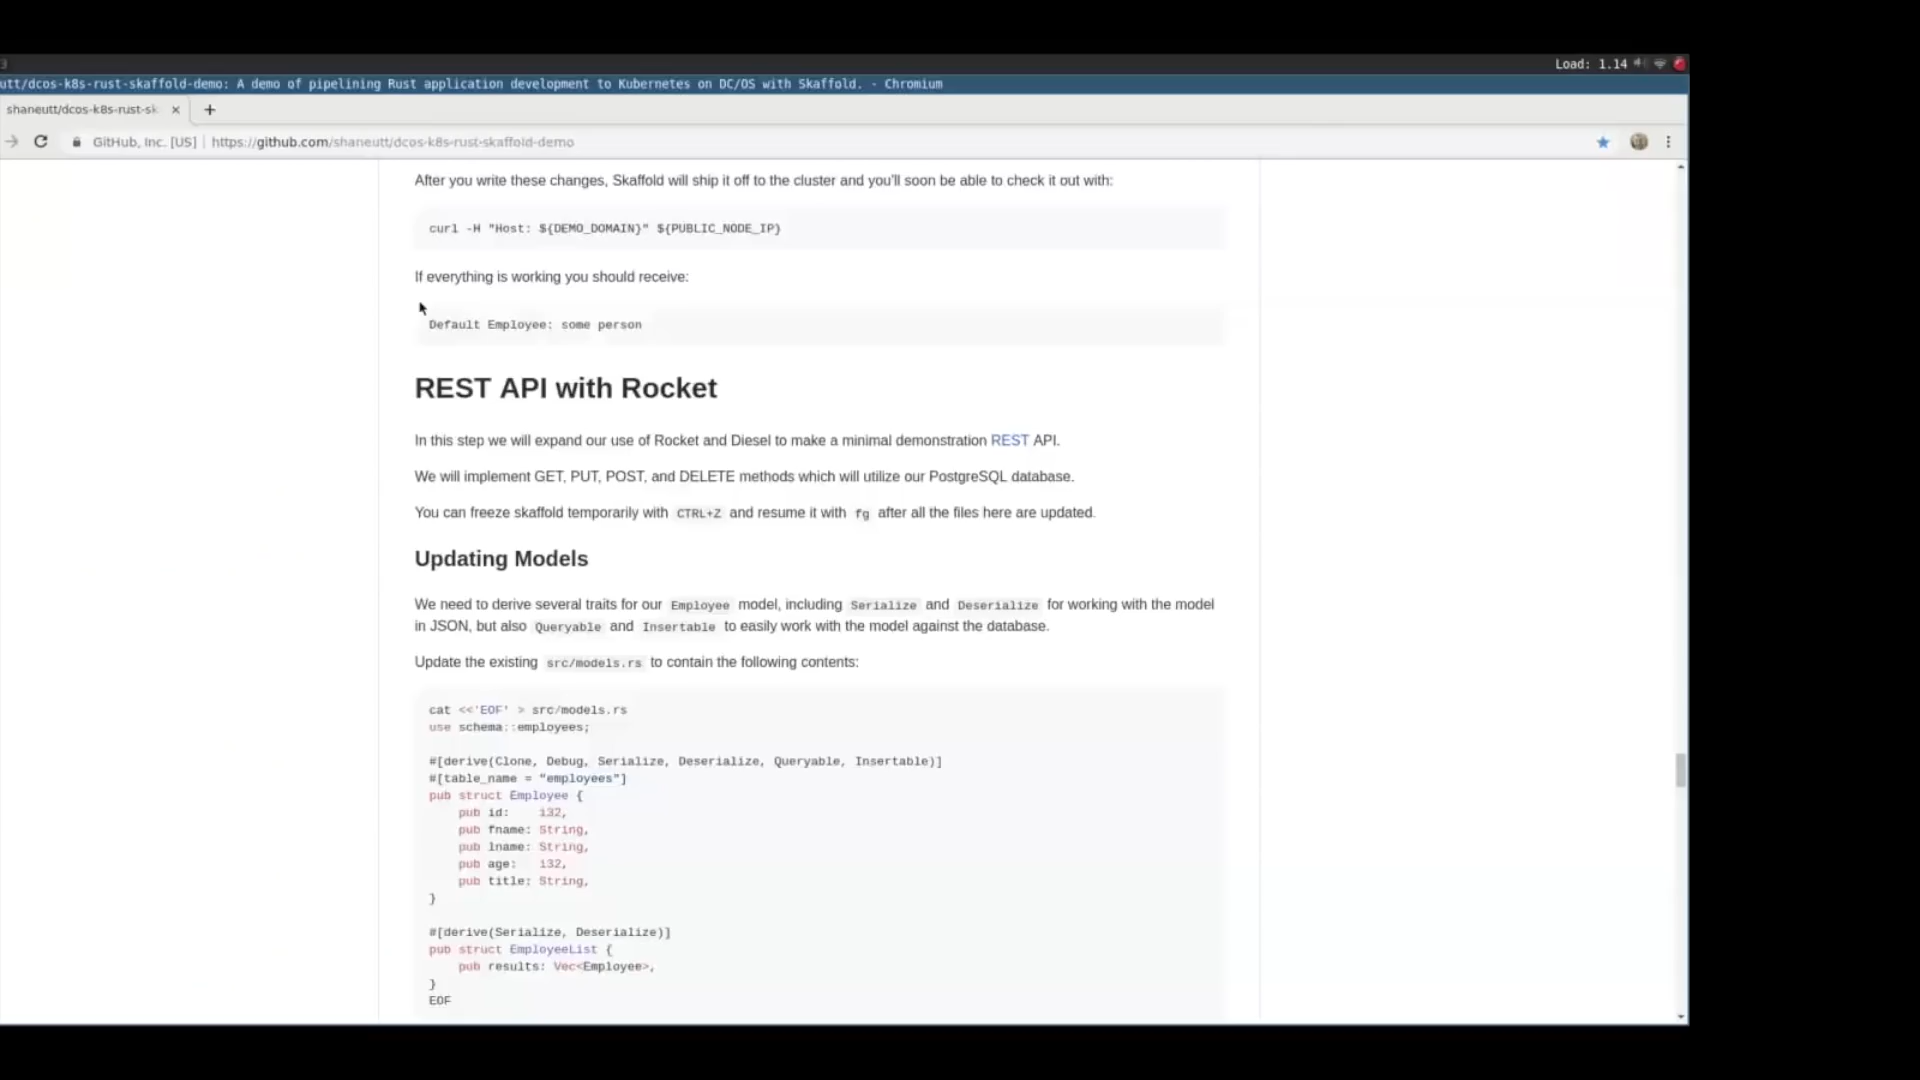 3
Load: 1.14
utt/dcos-k8s-rust-skaffold-demo: A demo of pipelining Rust application development to Kubernetes on DC/OS with Skaffold. - Chromium
shaneutt/dcos-k8s-rust-sk
GitHub, Inc. [US] | https://github.com/shaneutt/dcos-k8s-rust-skaffold-demo
After you write these changes, Skaffold will ship it off to the cluster and you'll soon be able to check it out with:
curl -H "Host: ${DEMO_DOMAIN}" ${PUBLIC_NODE_IP}
If everything is working you should receive:
Default Employee: some person
REST API with Rocket
In this step we will expand our use of Rocket and Diesel to make a minimal demonstration REST API.
We will implement GET, PUT, POST, and DELETE methods which will utilize our PostgreSQL database.
You can freeze skaffold temporarily with CTRL+Z and resume it with fg after all the files here are updated.
Updating Models
We need to derive several traits for our Employee model, including Serialize and Deserialize for working with the model
in JSON, but also Queryable and Insertable to easily work with the model against the database.
Update the existing src/models.rs to contain the following contents:
cat <<'EOF' > src/models.rs
use schema::employees;
#[derive(Clone, Debug, Serialize, Deserialize, Queryable, Insertable)]
#[table_name = "employees"]
pub struct Employee {
    pub id:    i32,
    pub fname: String,
    pub lname: String,
    pub age:   i32,
    pub title: String,
}
#[derive(Serialize, Deserialize)]
pub struct EmployeeList {
    pub results: Vec<Employee>,
}
EOF